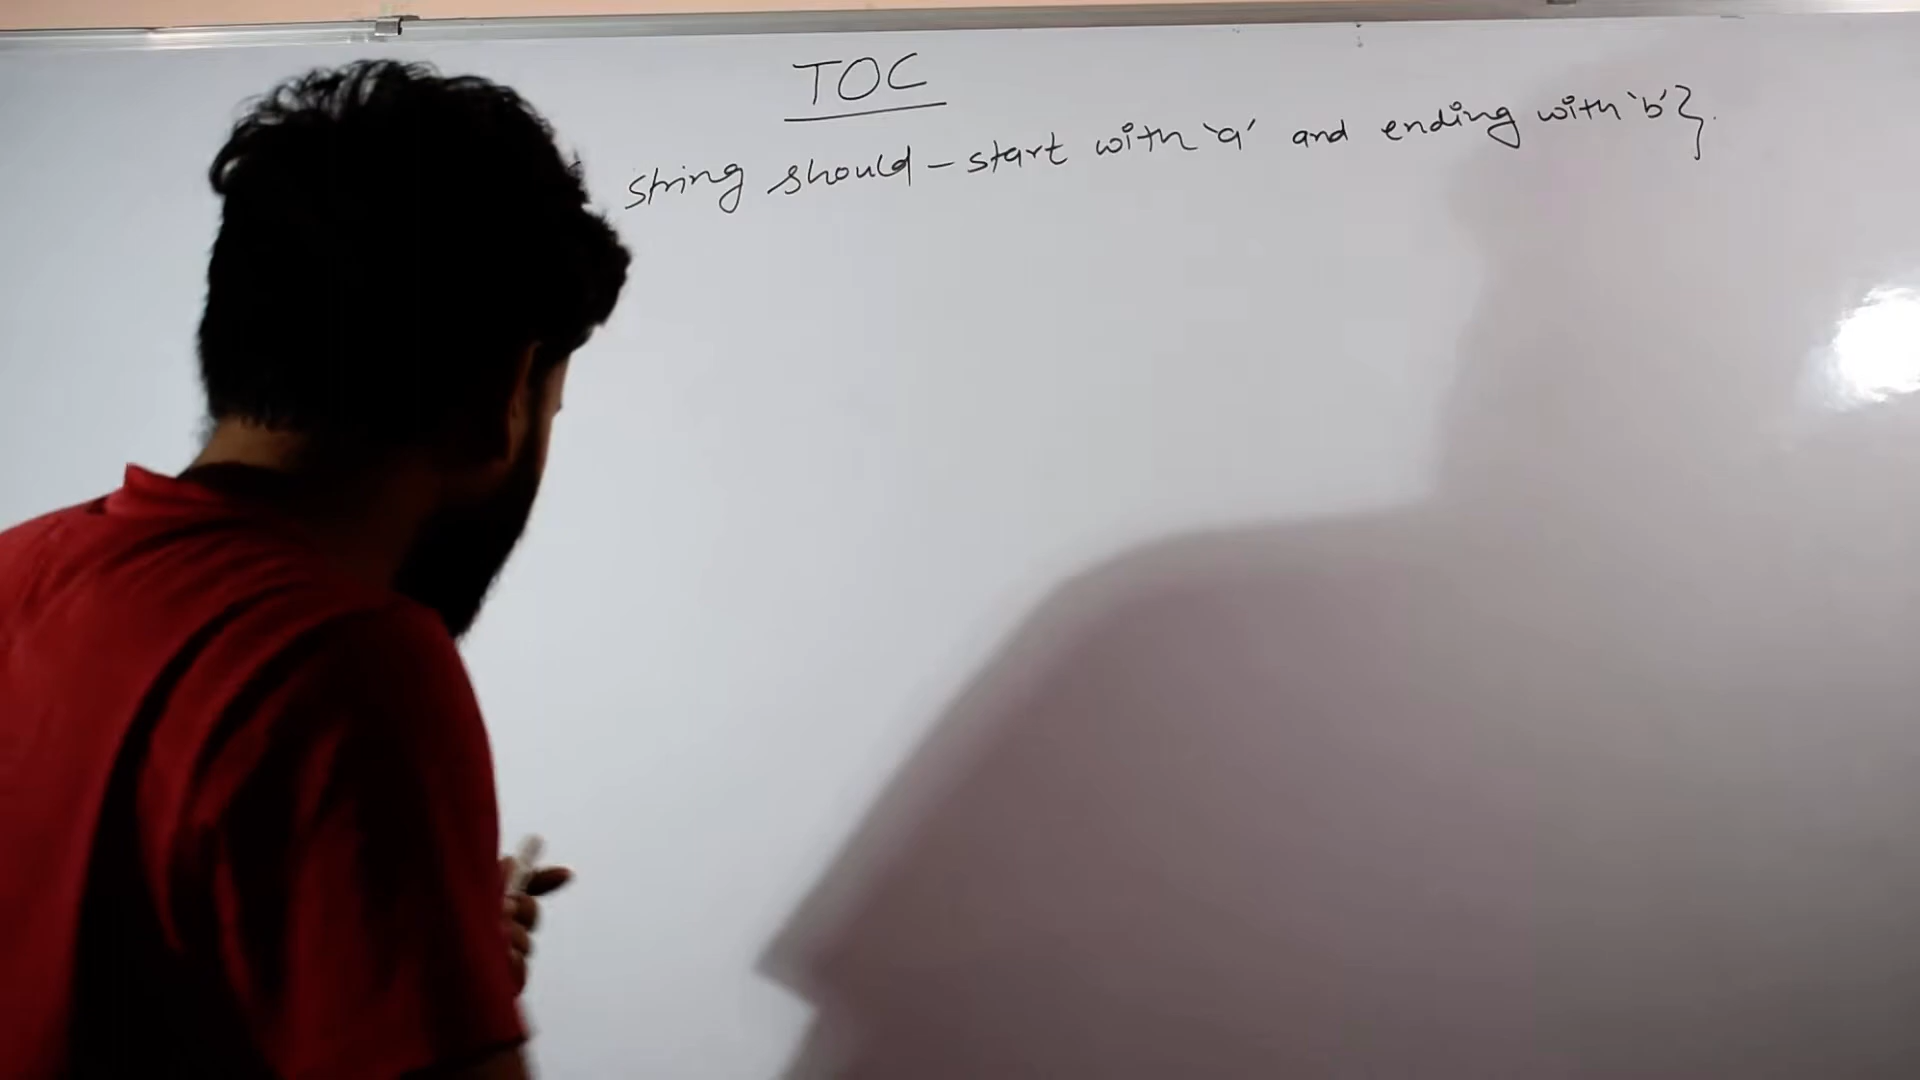 TOC
string should - start with 'a' and ending with 'b'}.